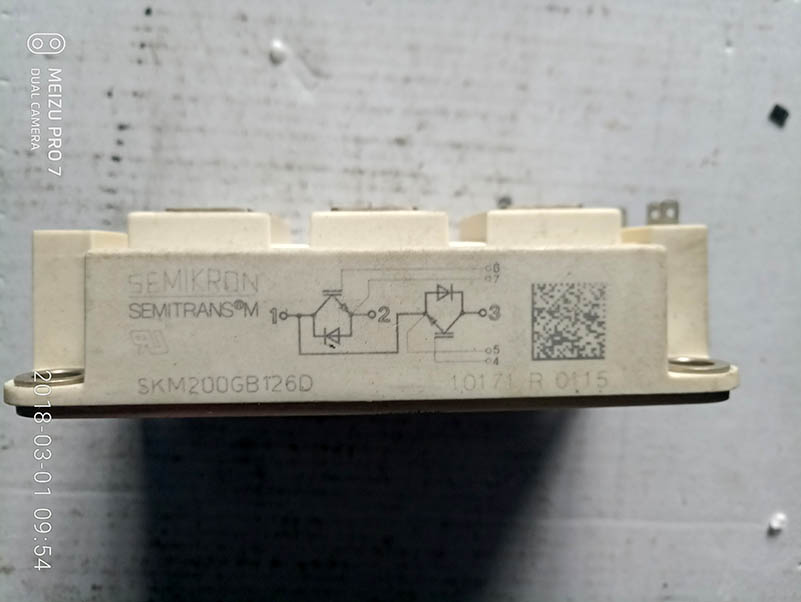 MEIZU PRO 7
DUAL CAMERA
SEMIKRON
SEMITRANS®M
1
2
3
6
7
5
4
SKM200GB126D
1,0171 R 0115
2018-03-01 09:54